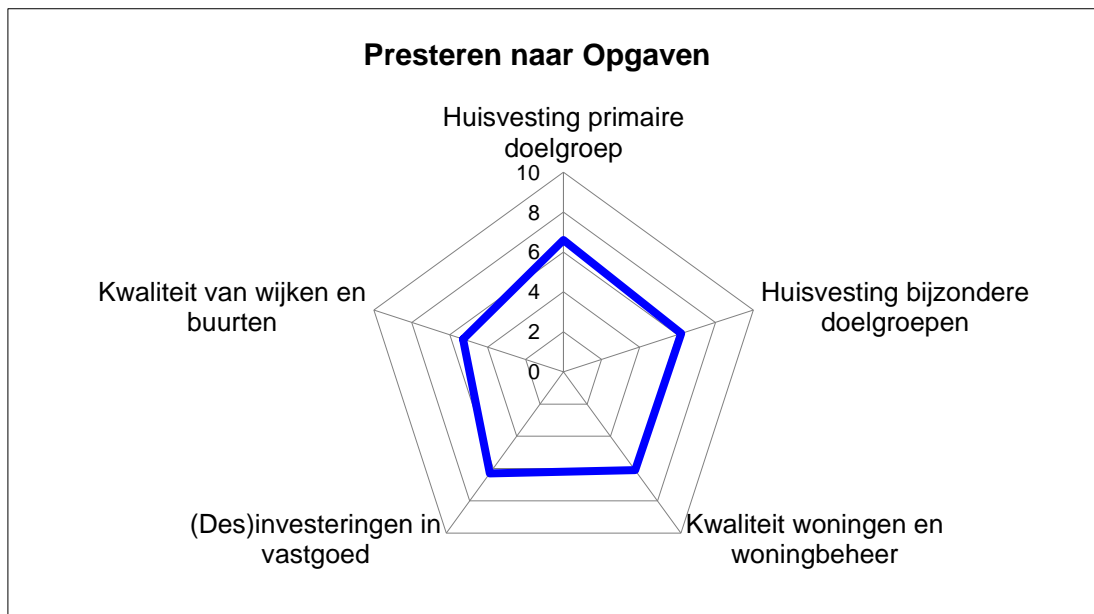 Presteren naar Opgaven
Huisvesting primaire
doelgroep
10
8
6
4
2
0
Huisvesting bijzondere
doelgroepen
Kwaliteit woningen en
woningbeheer
(Des)investeringen in
vastgoed
Kwaliteit van wijken en
buurten